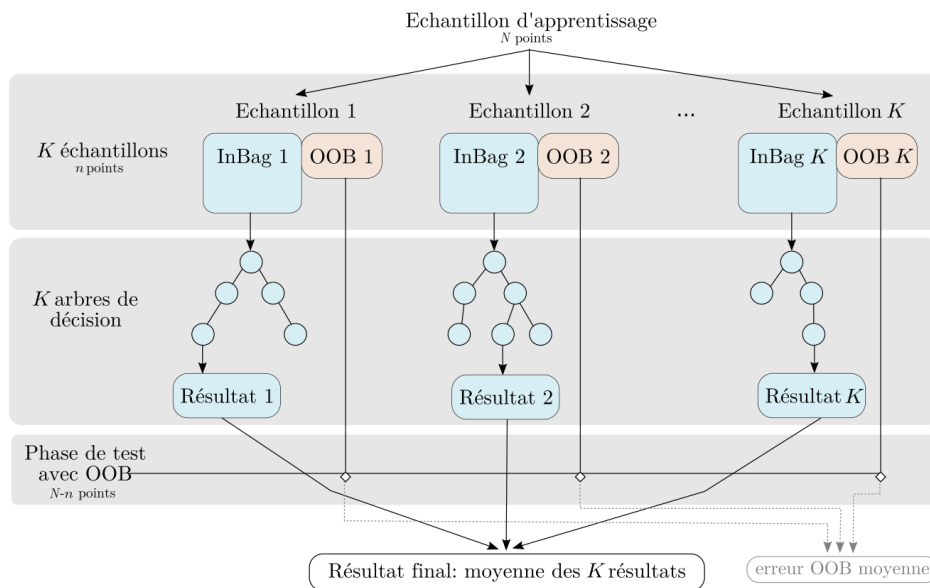 Echantillon d'apprentissage
N points
Echantillon 1
Echantillon 2
...
Echantillon K
K échantillons
n points
InBag 1
OOB 1
InBag 2
OOB 2
InBag K
OOB K
K arbres de
décision
Résultat 1
Résultat 2
Résultat K
Phase de test
avec OOB
N-n points
Résultat final: moyenne des K résultats
erreur OOB moyenne